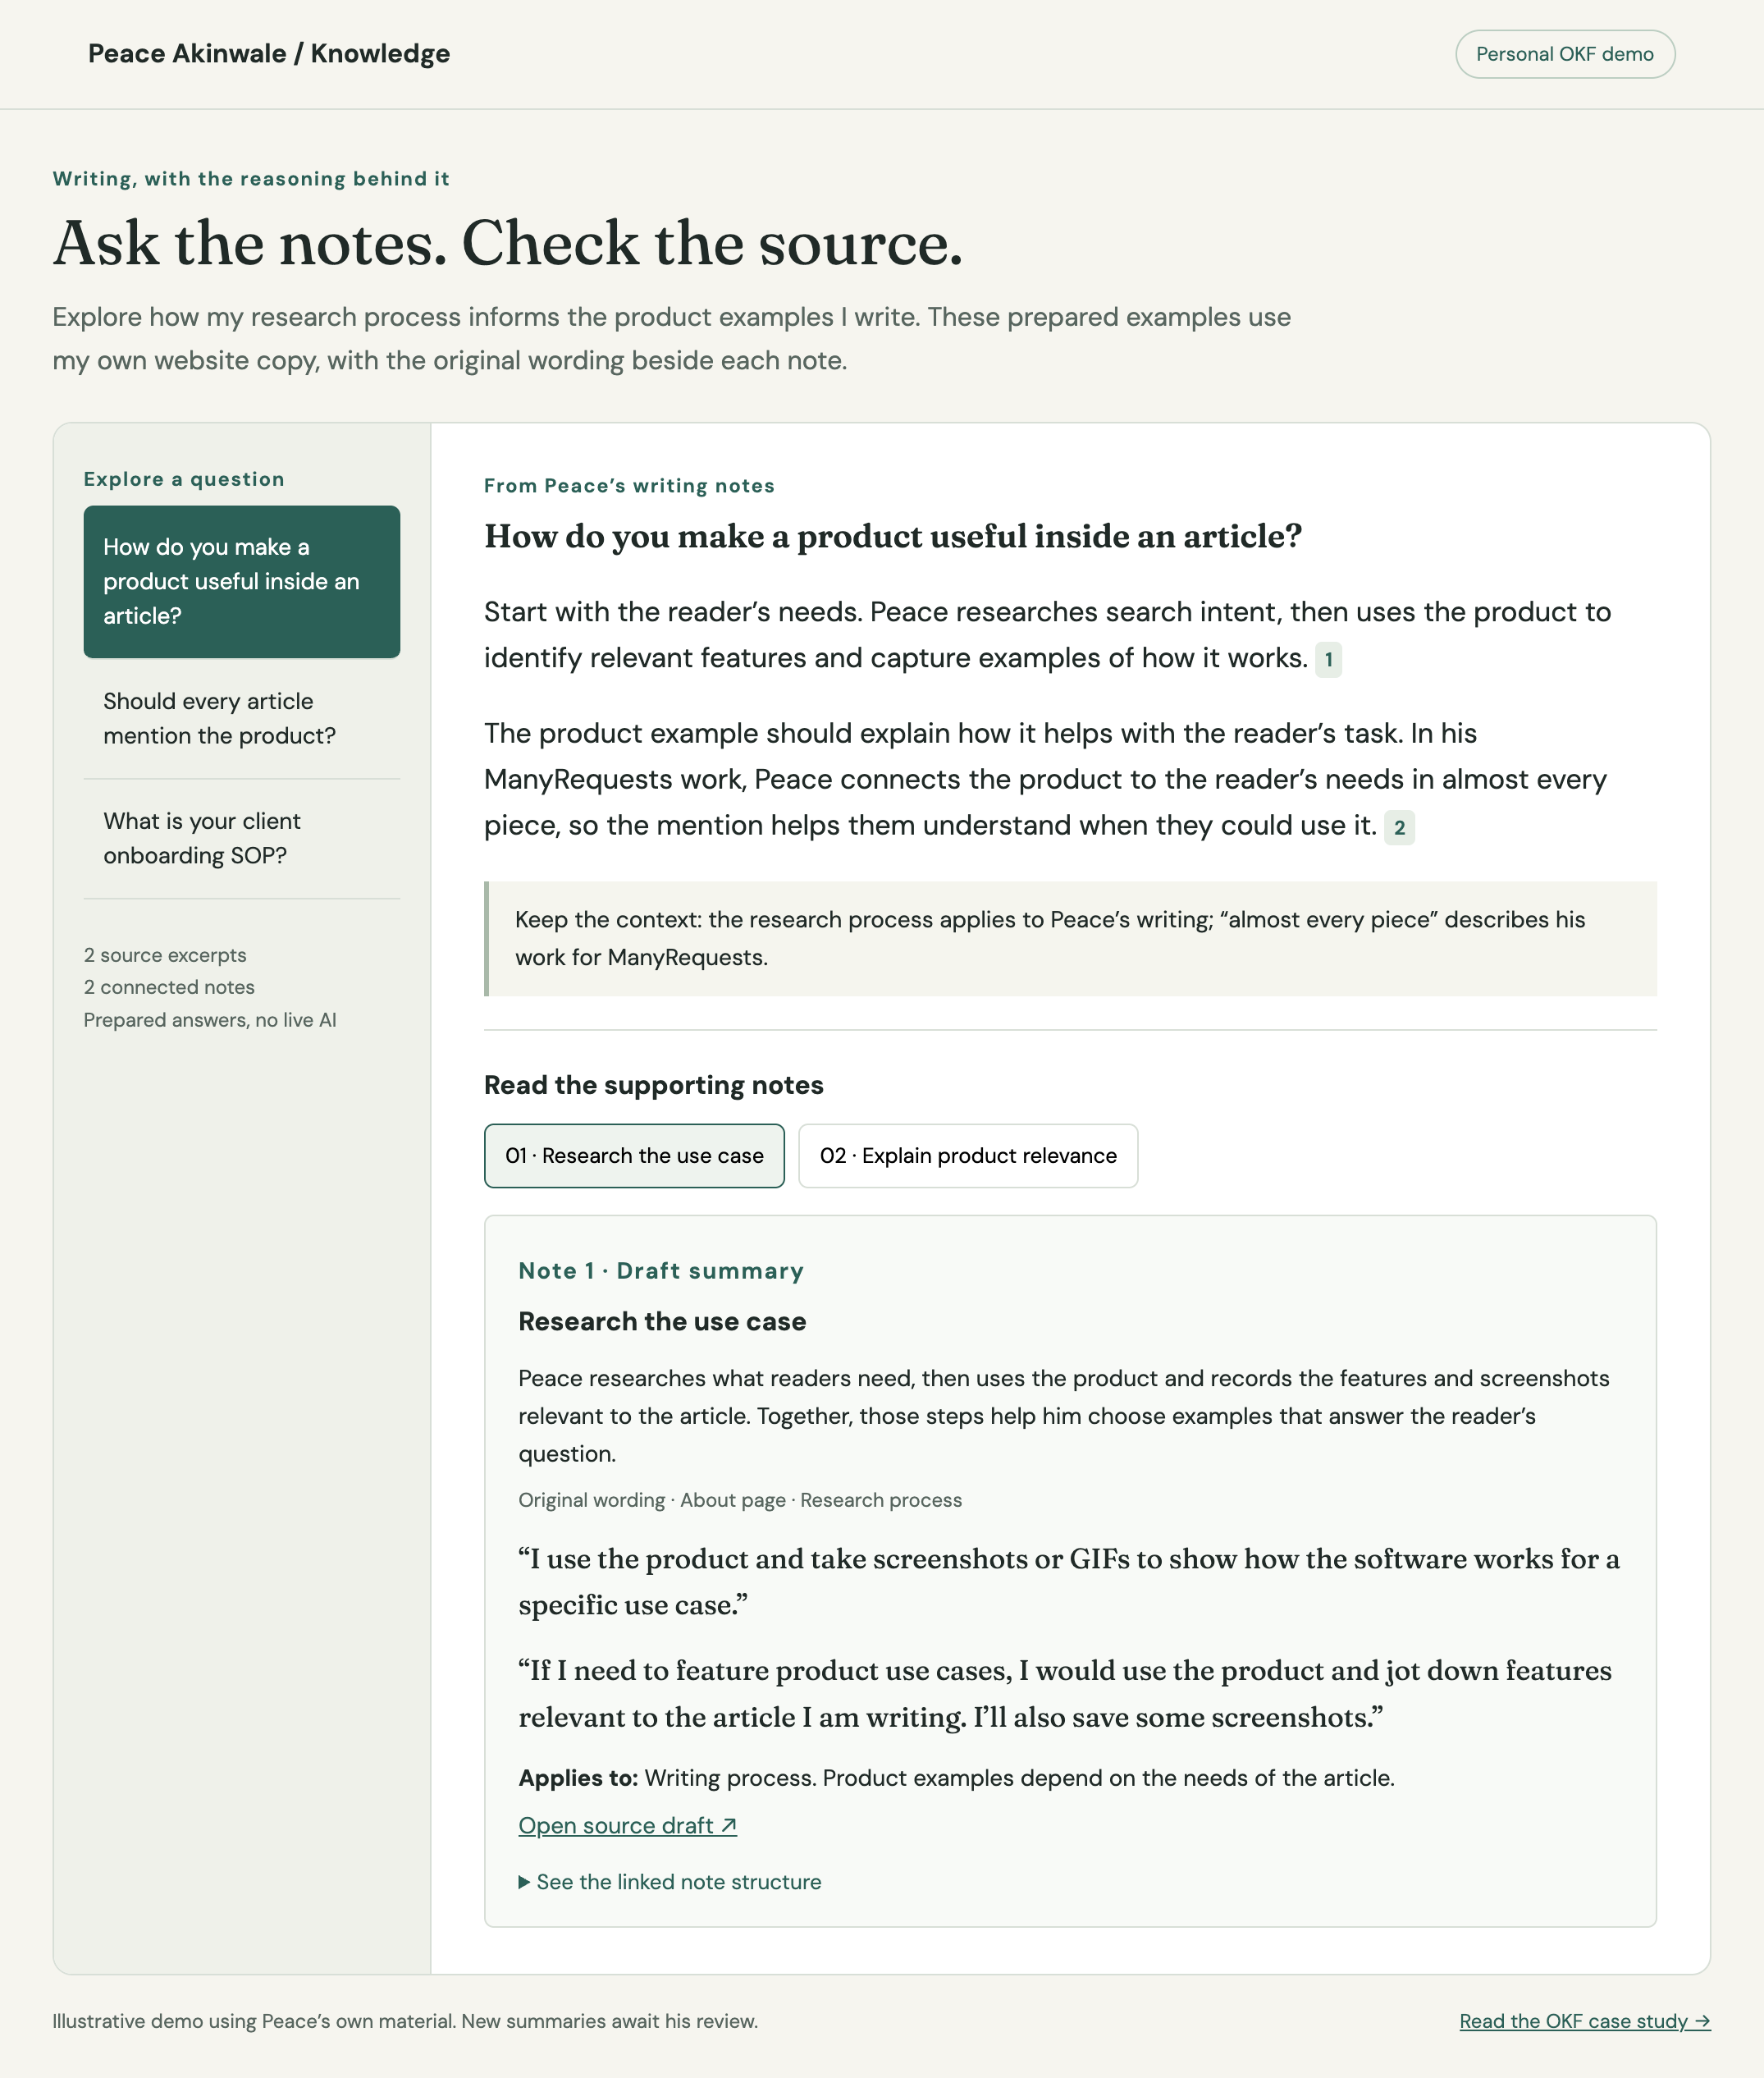 Peace Akinwale / Knowledge
Personal OKF demo
Writing, with the reasoning behind it
Ask the notes. Check the source.
Explore how my research process informs the product examples I write. These prepared examples use
my own website copy, with the original wording beside each note.
Explore a question
How do you make a
product useful inside an
article?
Should every article
mention the product?
What is your client
onboarding SOP?
2 source excerpts
2 connected notes
Prepared answers, no live AI
From Peace’s writing notes
How do you make a product useful inside an article?
Start with the reader’s needs. Peace researches search intent, then uses the product to
identify relevant features and capture examples of how it works. 1
The product example should explain how it helps with the reader’s task. In his
ManyRequests work, Peace connects the product to the reader’s needs in almost every
piece, so the mention helps them understand when they could use it. 2
Keep the context: the research process applies to Peace’s writing; “almost every piece” describes his
work for ManyRequests.
Read the supporting notes
01 · Research the use case
02 · Explain product relevance
Note 1 · Draft summary
Research the use case
Peace researches what readers need, then uses the product and records the features and screenshots
relevant to the article. Together, those steps help him choose examples that answer the reader’s
question.
Original wording · About page · Research process
“I use the product and take screenshots or GIFs to show how the software works for a
specific use case.”
“If I need to feature product use cases, I would use the product and jot down features
relevant to the article I am writing. I’ll also save some screenshots.”
Applies to: Writing process. Product examples depend on the needs of the article.
Open source draft ↗
▶ See the linked note structure
Illustrative demo using Peace’s own material. New summaries await his review.
Read the OKF case study →